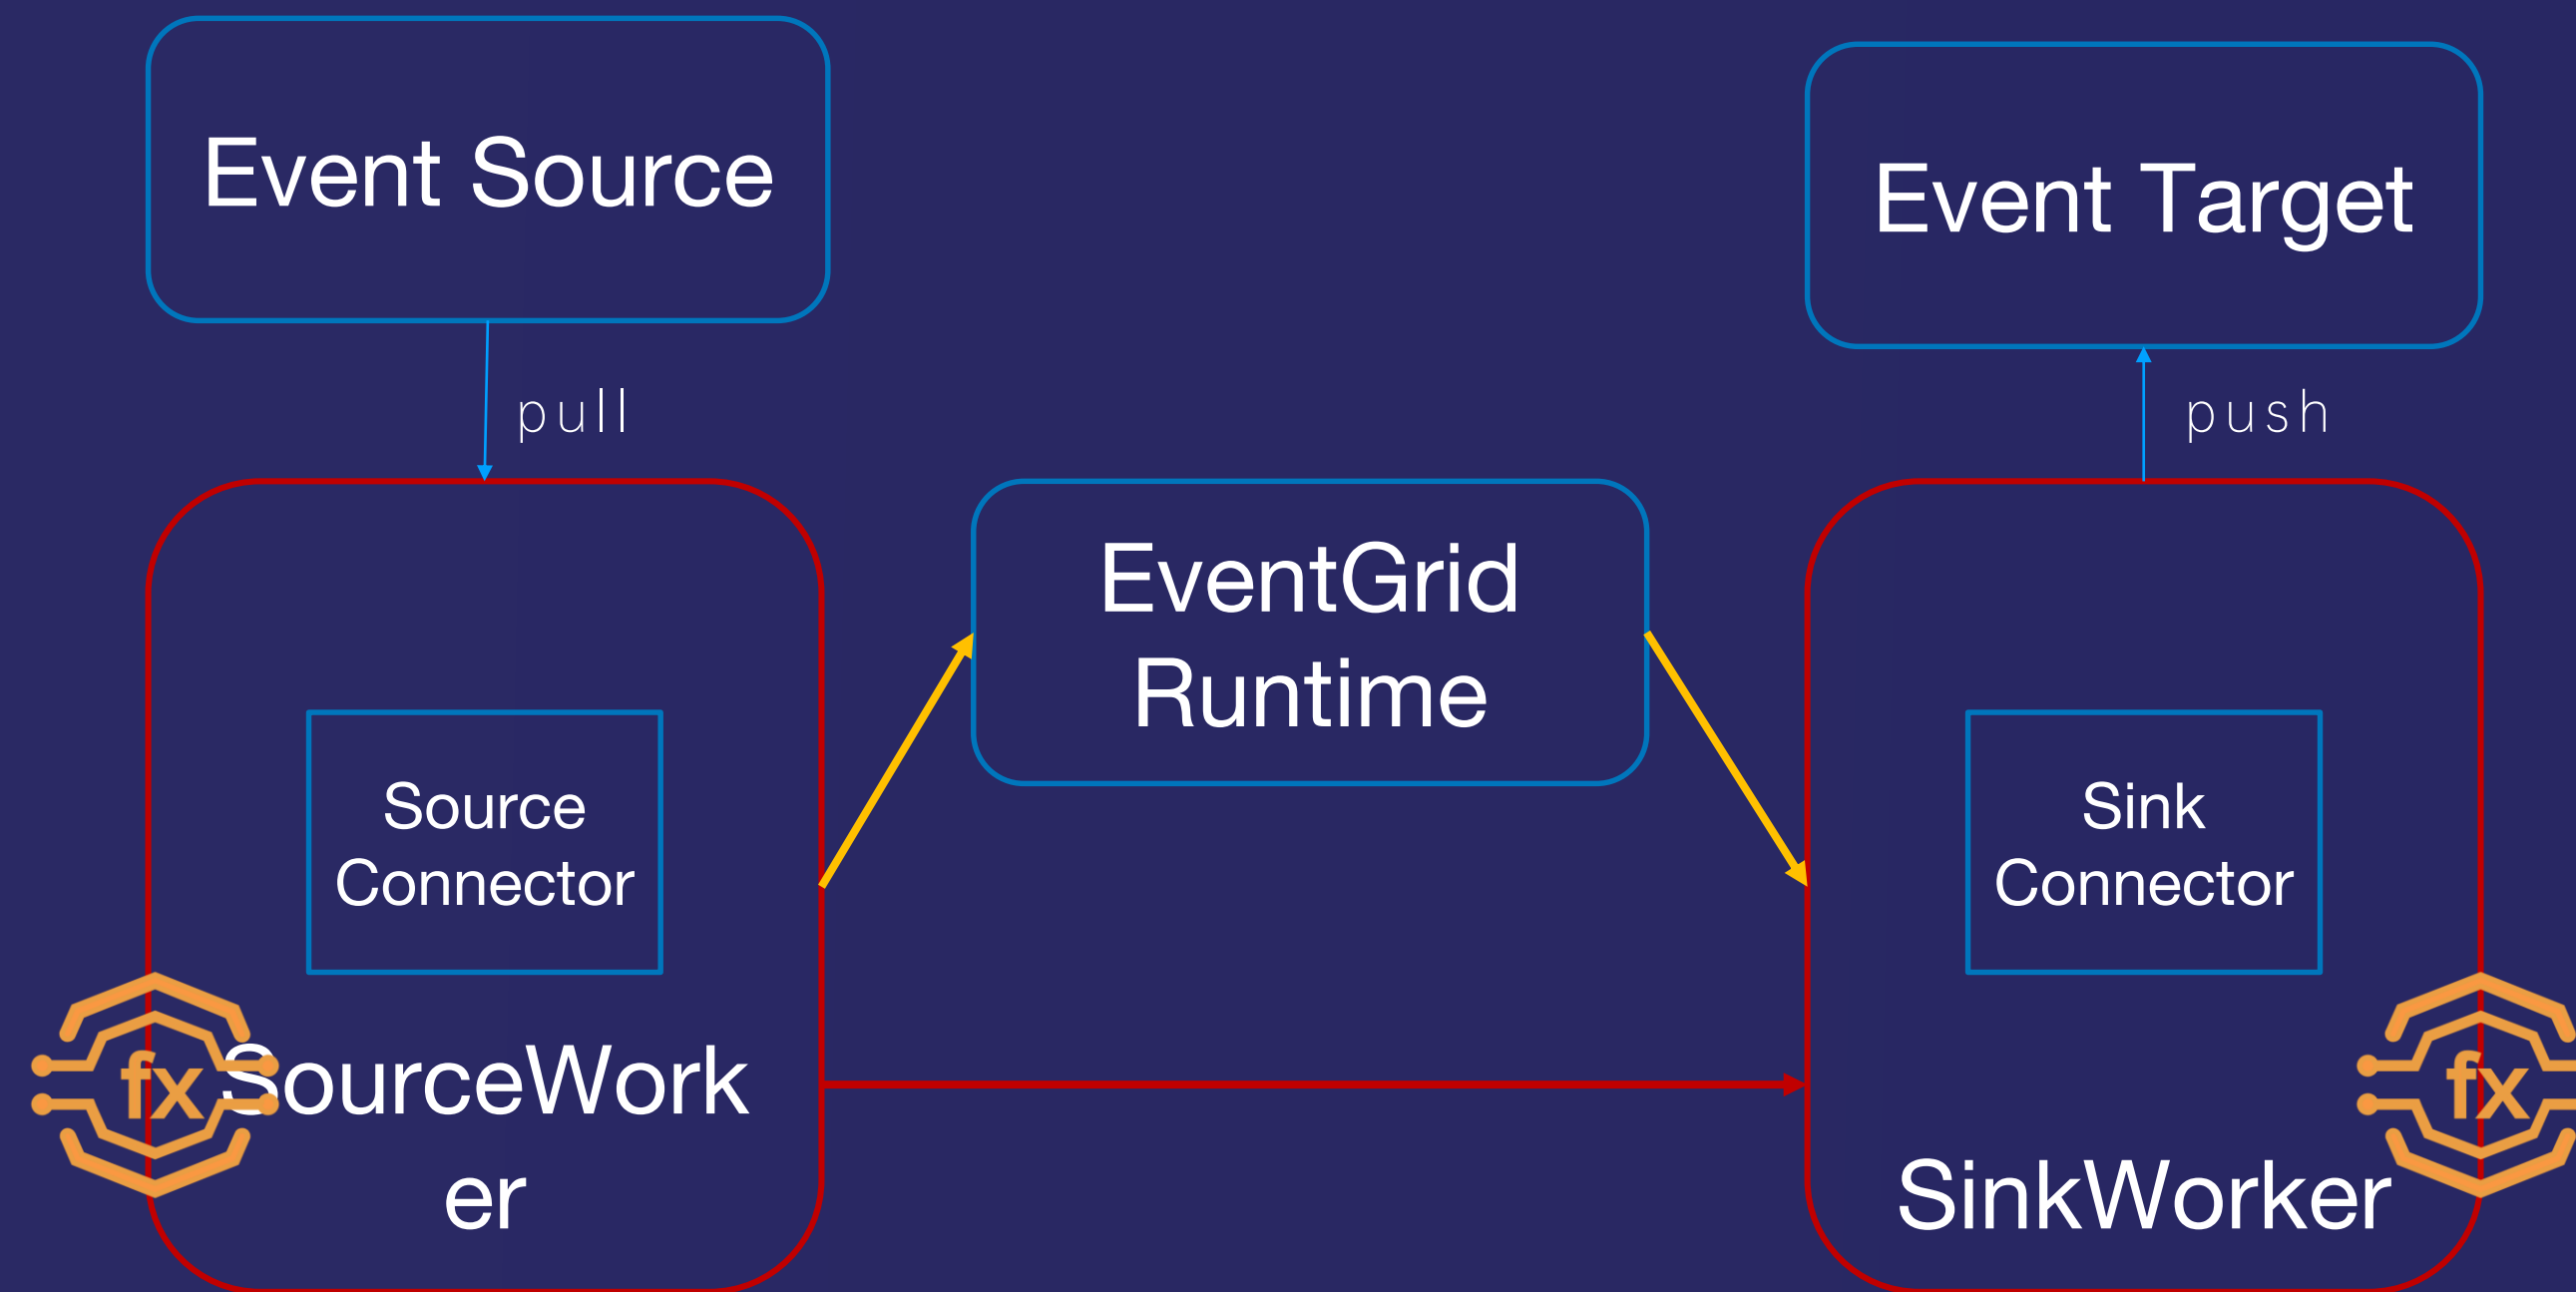 Event Source
Event Target
pull
push
EventGrid
Runtime
Source
Connector
Sink
Connector
fx
SourceWork
er
fx
SinkWorker